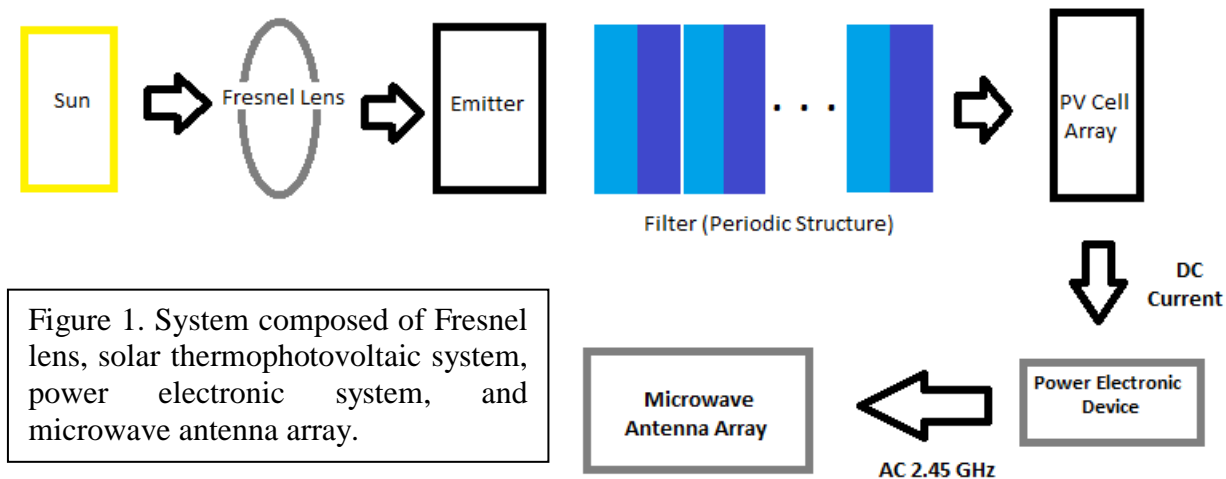 Sun
Fresnel Lens
Emitter
. . .
PV Cell
Array
Filter (Periodic Structure)
DC
Current
Figure 1. System composed of Fresnel
lens, solar thermophotovoltaic system,
power electronic system, and
microwave antenna array.
Microwave
Antenna Array
Power Electronic
Device
AC 2.45 GHz